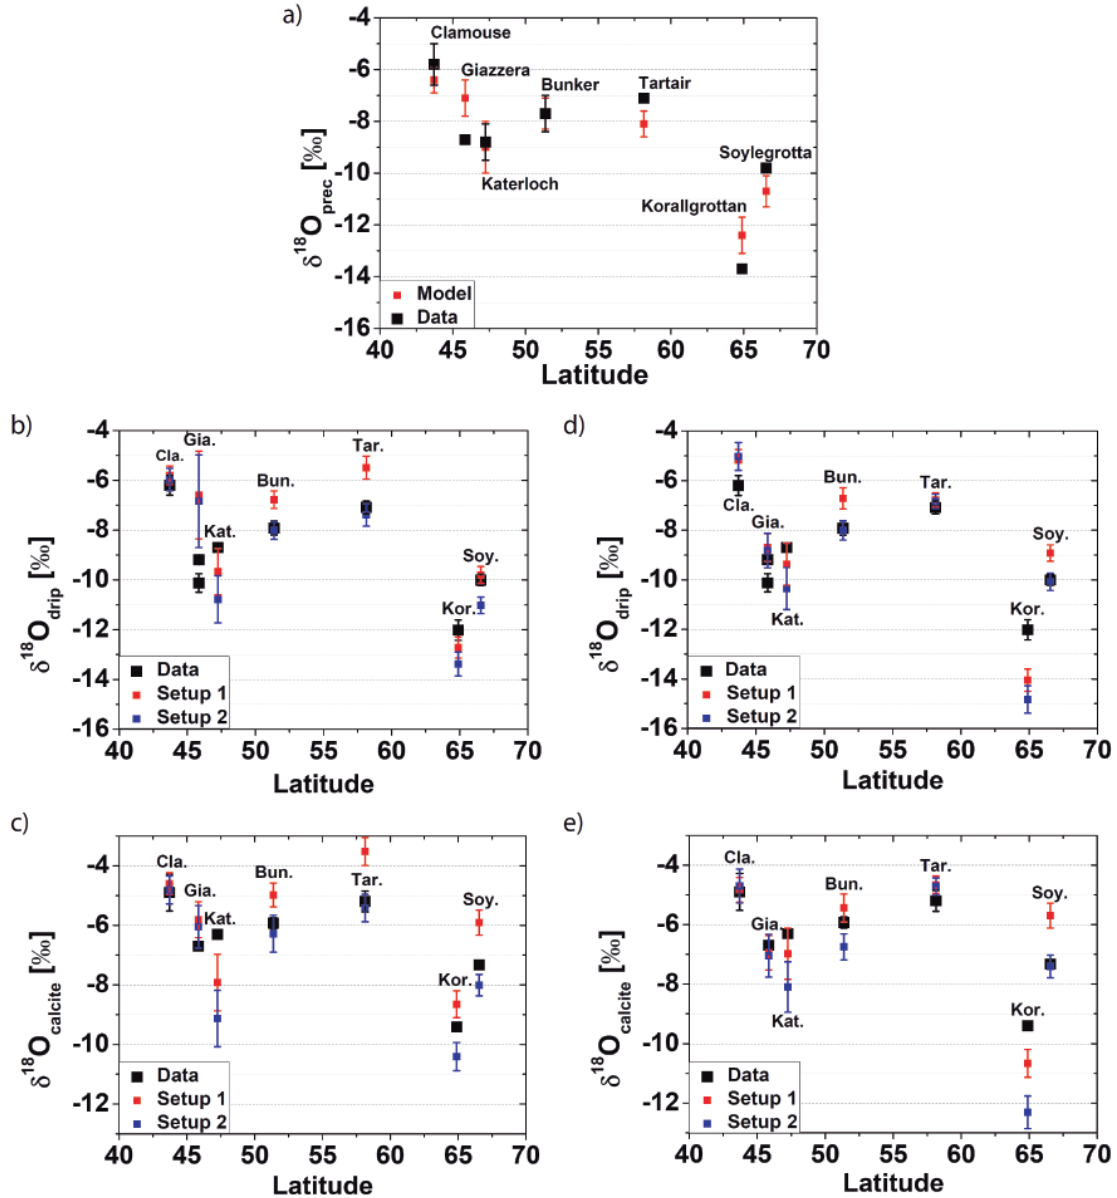 a)
-4
Clamouse
-6
Giazzera
Bunker
Tartair
-8
-10
Katerloch
Soylegrotta
Korallgrottan
-12
-14
-16
δ¹⁸O_prec [‰]
Model
Data
40 45 50 55 60 65 70
Latitude
b)
-4
Cla.
Gia.
Tar.
-6
Bun.
-8
Kat.
Soy.
-10
Kor.
-12
-14
-16
δ¹⁸O_drip [‰]
Data
Setup 1
Setup 2
40 45 50 55 60 65 70
Latitude
d)
-4
-6
Cla.
Bun.
Tar.
-8
Gia.
Soy.
-10
Kat.
Kor.
-12
-14
-16
δ¹⁸O_drip [‰]
Data
Setup 1
Setup 2
40 45 50 55 60 65 70
Latitude
c)
Cla.
-4
Gia.
Bun.
Tar.
Soy.
Kat.
-6
-8
Kor.
-10
-12
δ¹⁸O_calcite [‰]
Data
Setup 1
Setup 2
40 45 50 55 60 65 70
Latitude
e)
Cla.
-4
Bun.
Tar.
Soy.
Gia.
-6
-8
Kat.
Kor.
-10
-12
δ¹⁸O_calcite [‰]
Data
Setup 1
Setup 2
40 45 50 55 60 65 70
Latitude